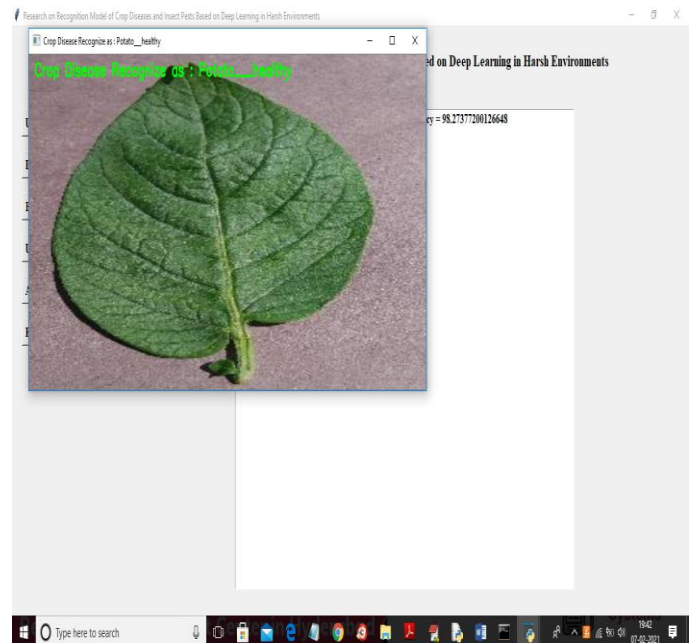 Research on Recognition Model of Crop Diseases and Insect Pests Based on Deep Learning in Harsh Environments
Crop Disease Recognize as : Potato__healthy
ed on Deep Learning in Harsh Environments
Crop Disease Recognize as : Potato__healthy
cy = 98.27377200126648
Type here to search
19:42
07-02-2021